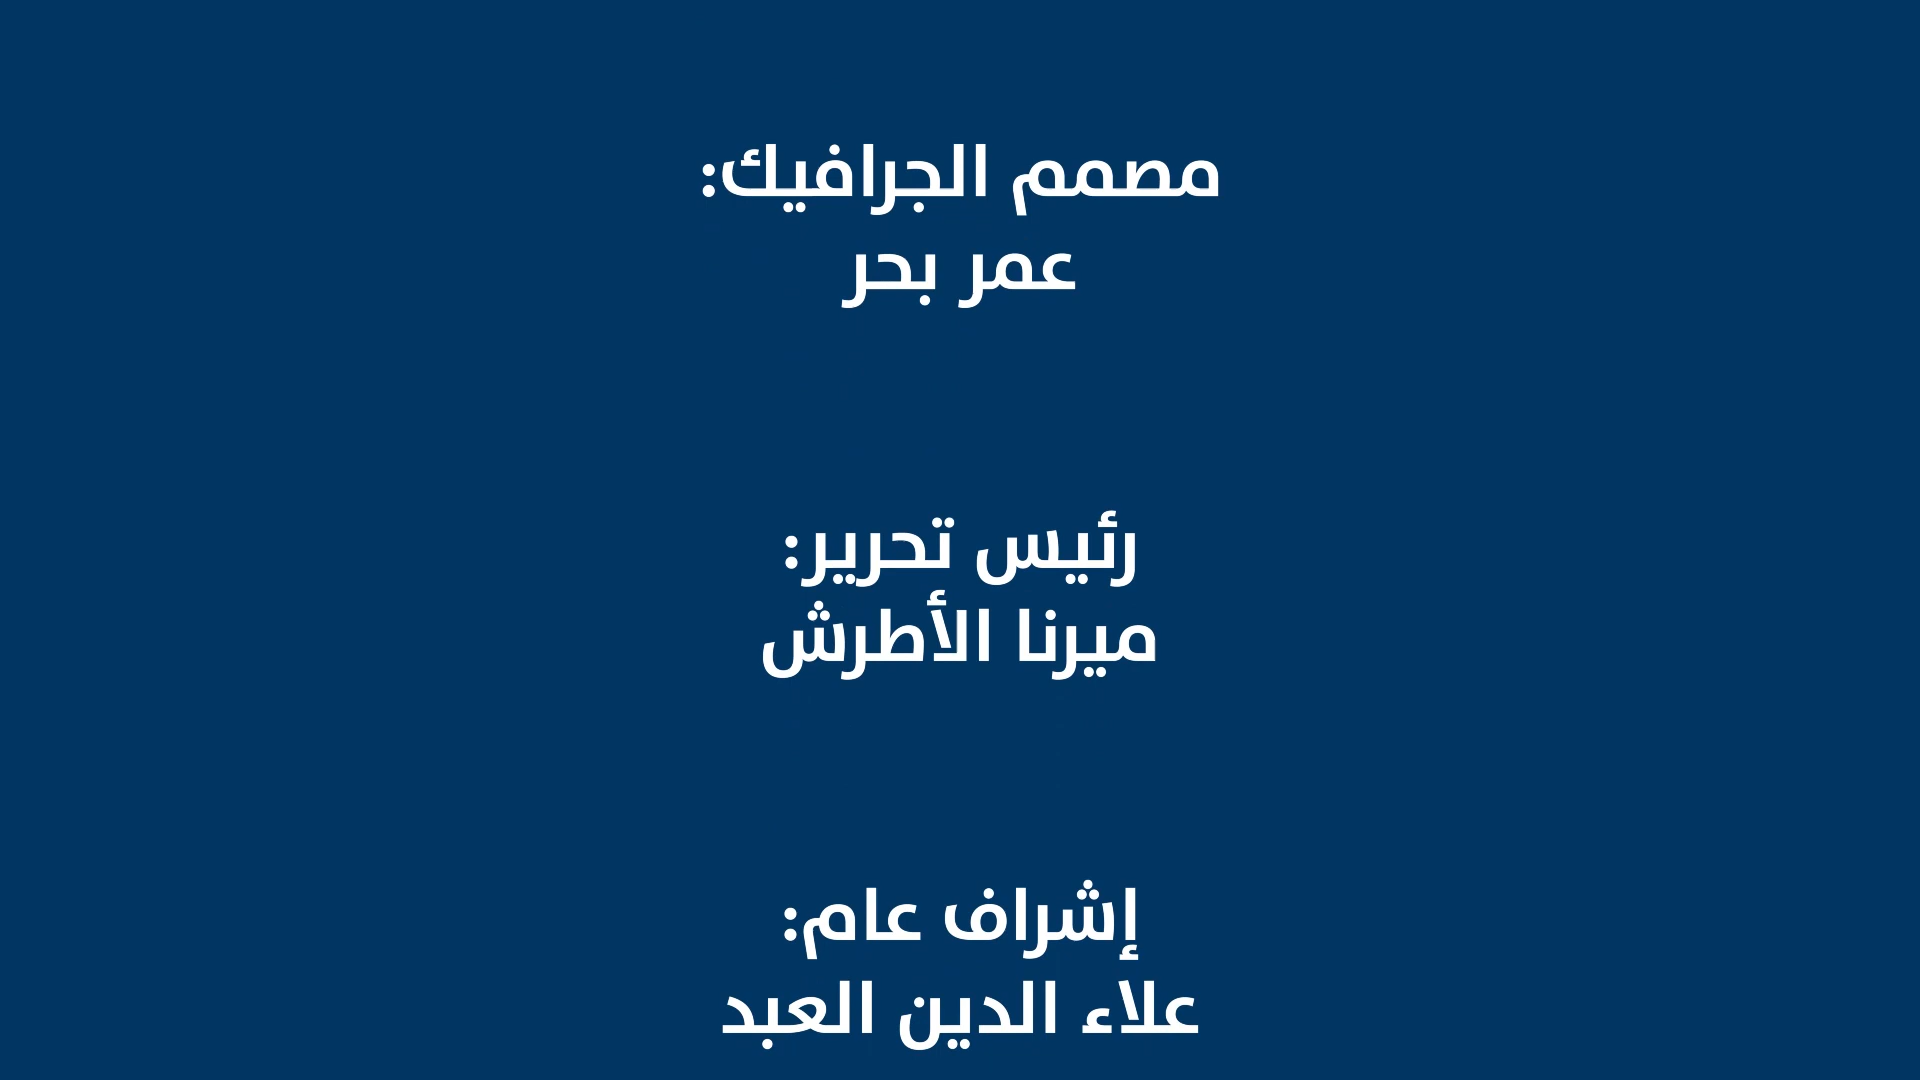 مصمم الجرافيك:
عمر بحر
رئيس تحرير:
ميرنا الأطرش
إشراف عام:
علاء الدين العبد